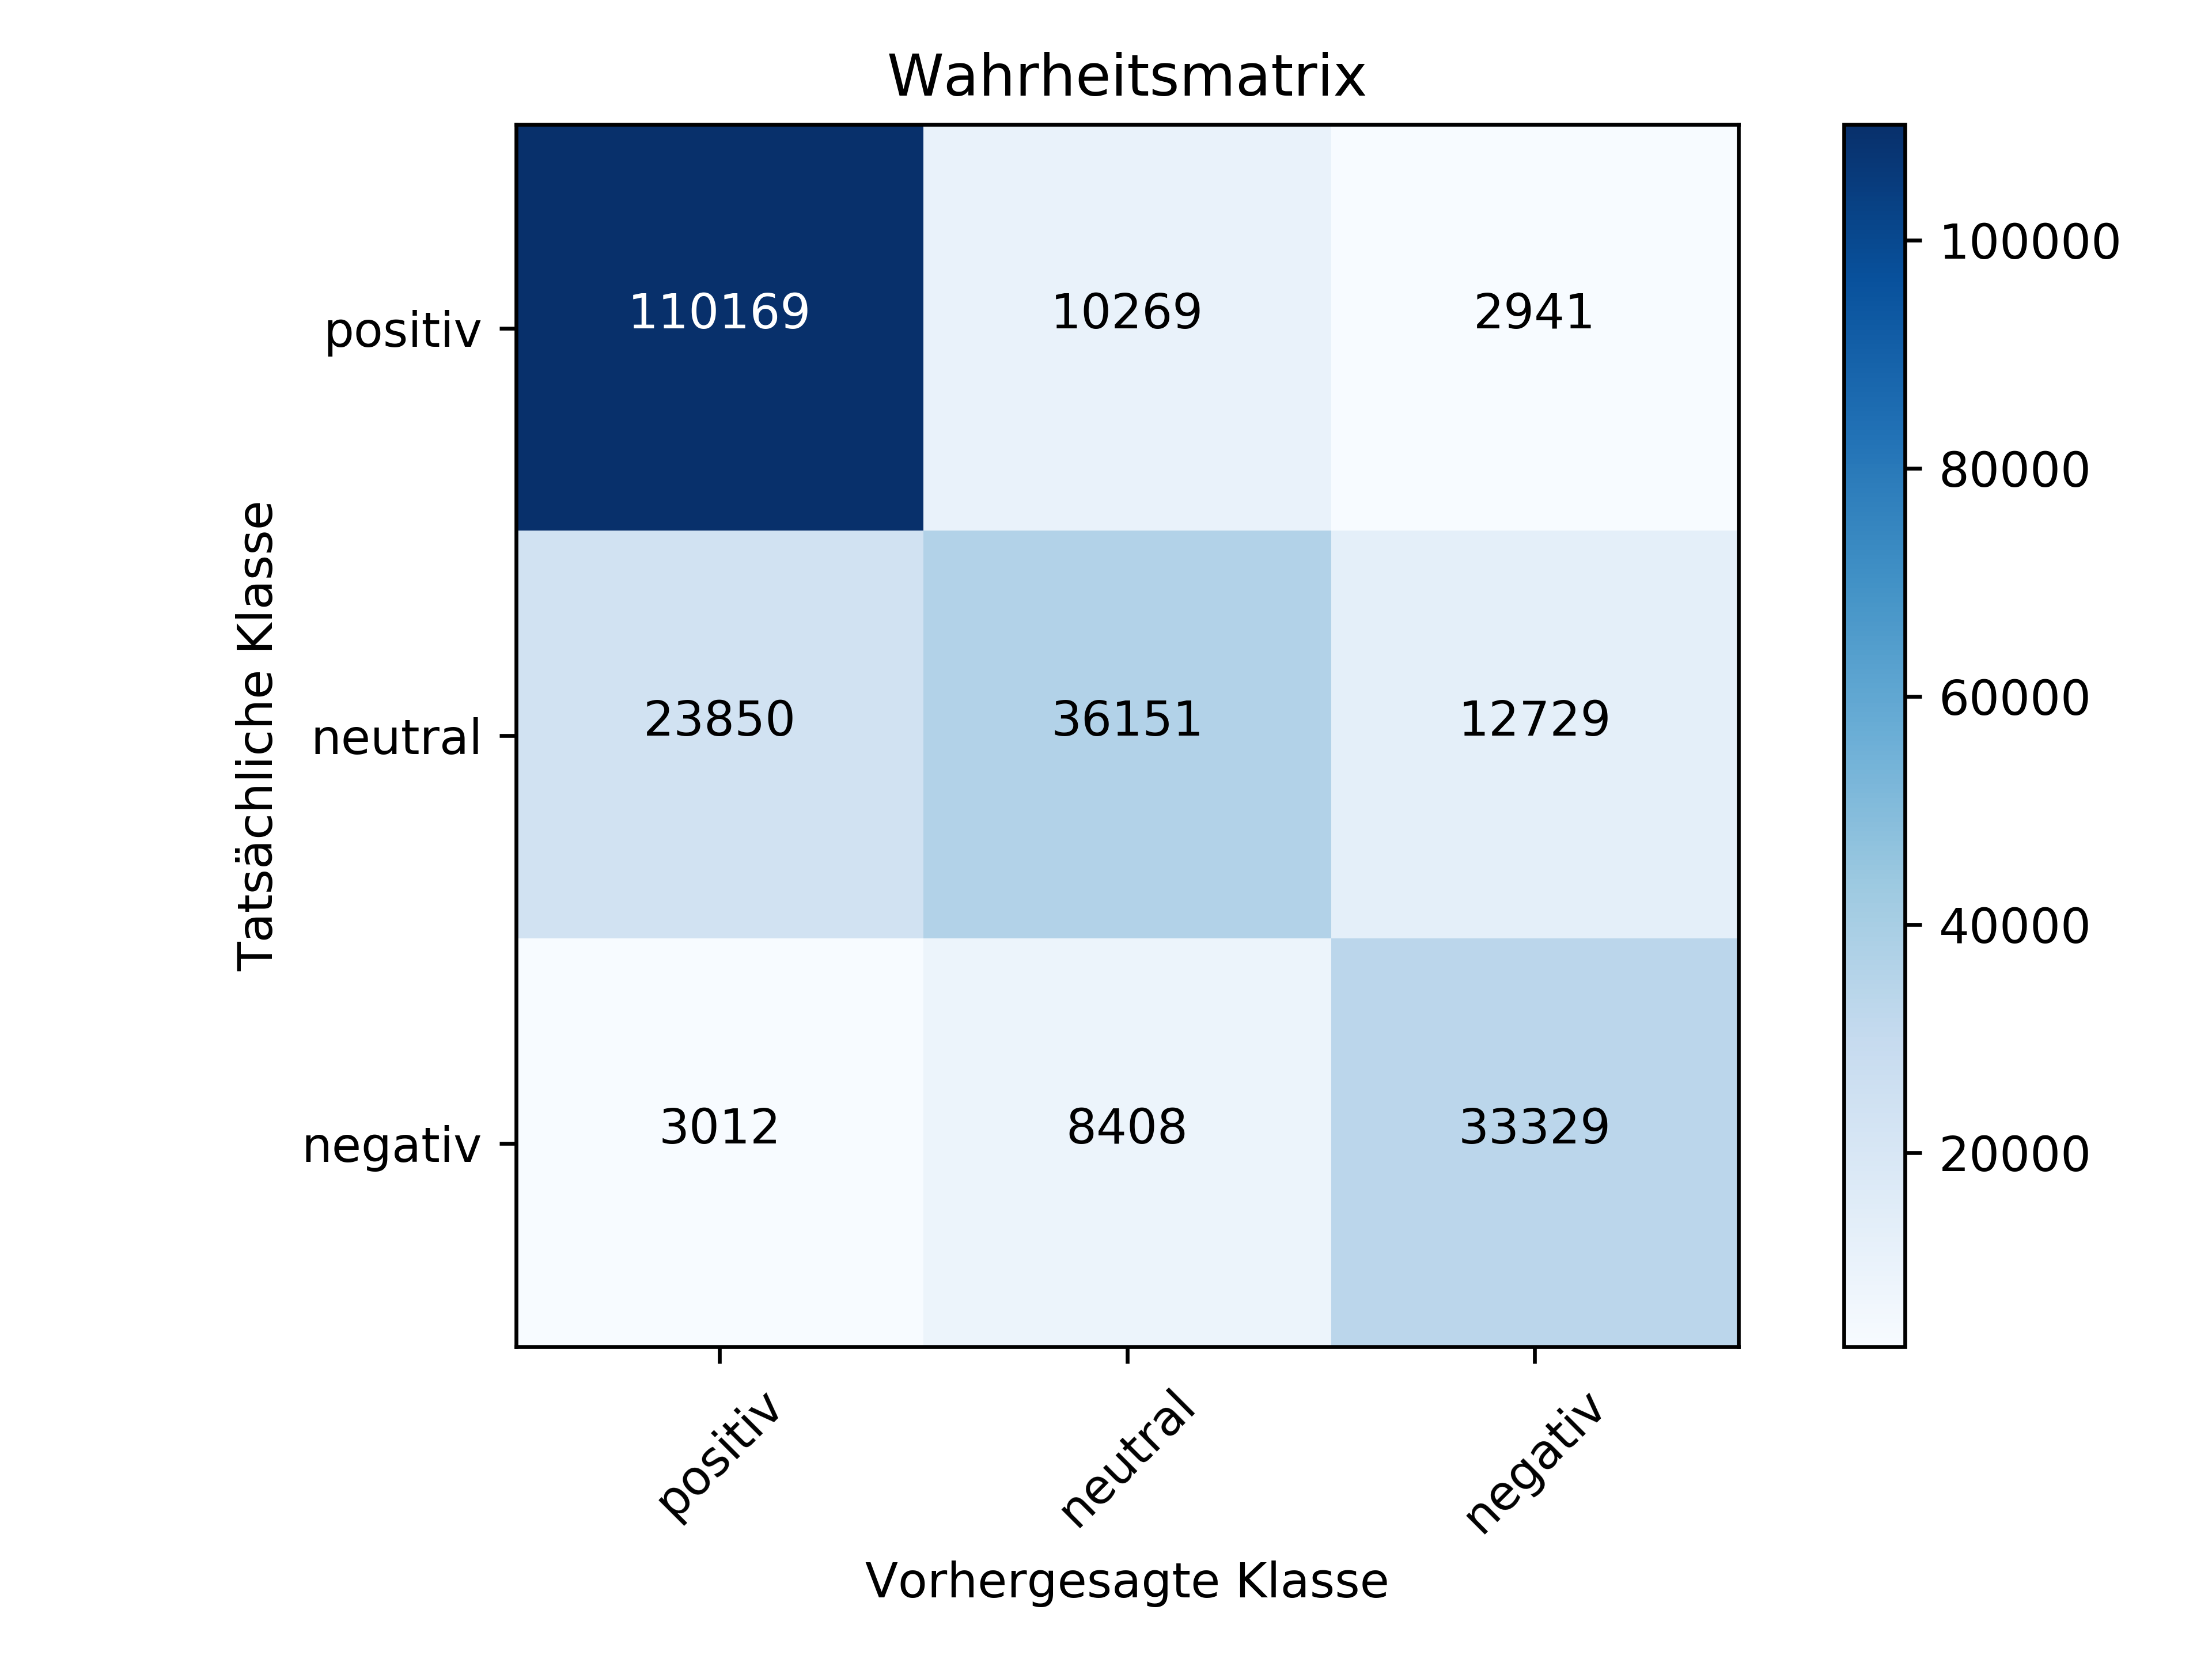 Wahrheitsmatrix
Tatsächliche Klasse
positiv
110169 10269 2941
neutral
23850 36151 12729
negativ
3012 8408 33329
positiv neutral negativ
Vorhergesagte Klasse
100000
80000
60000
40000
20000